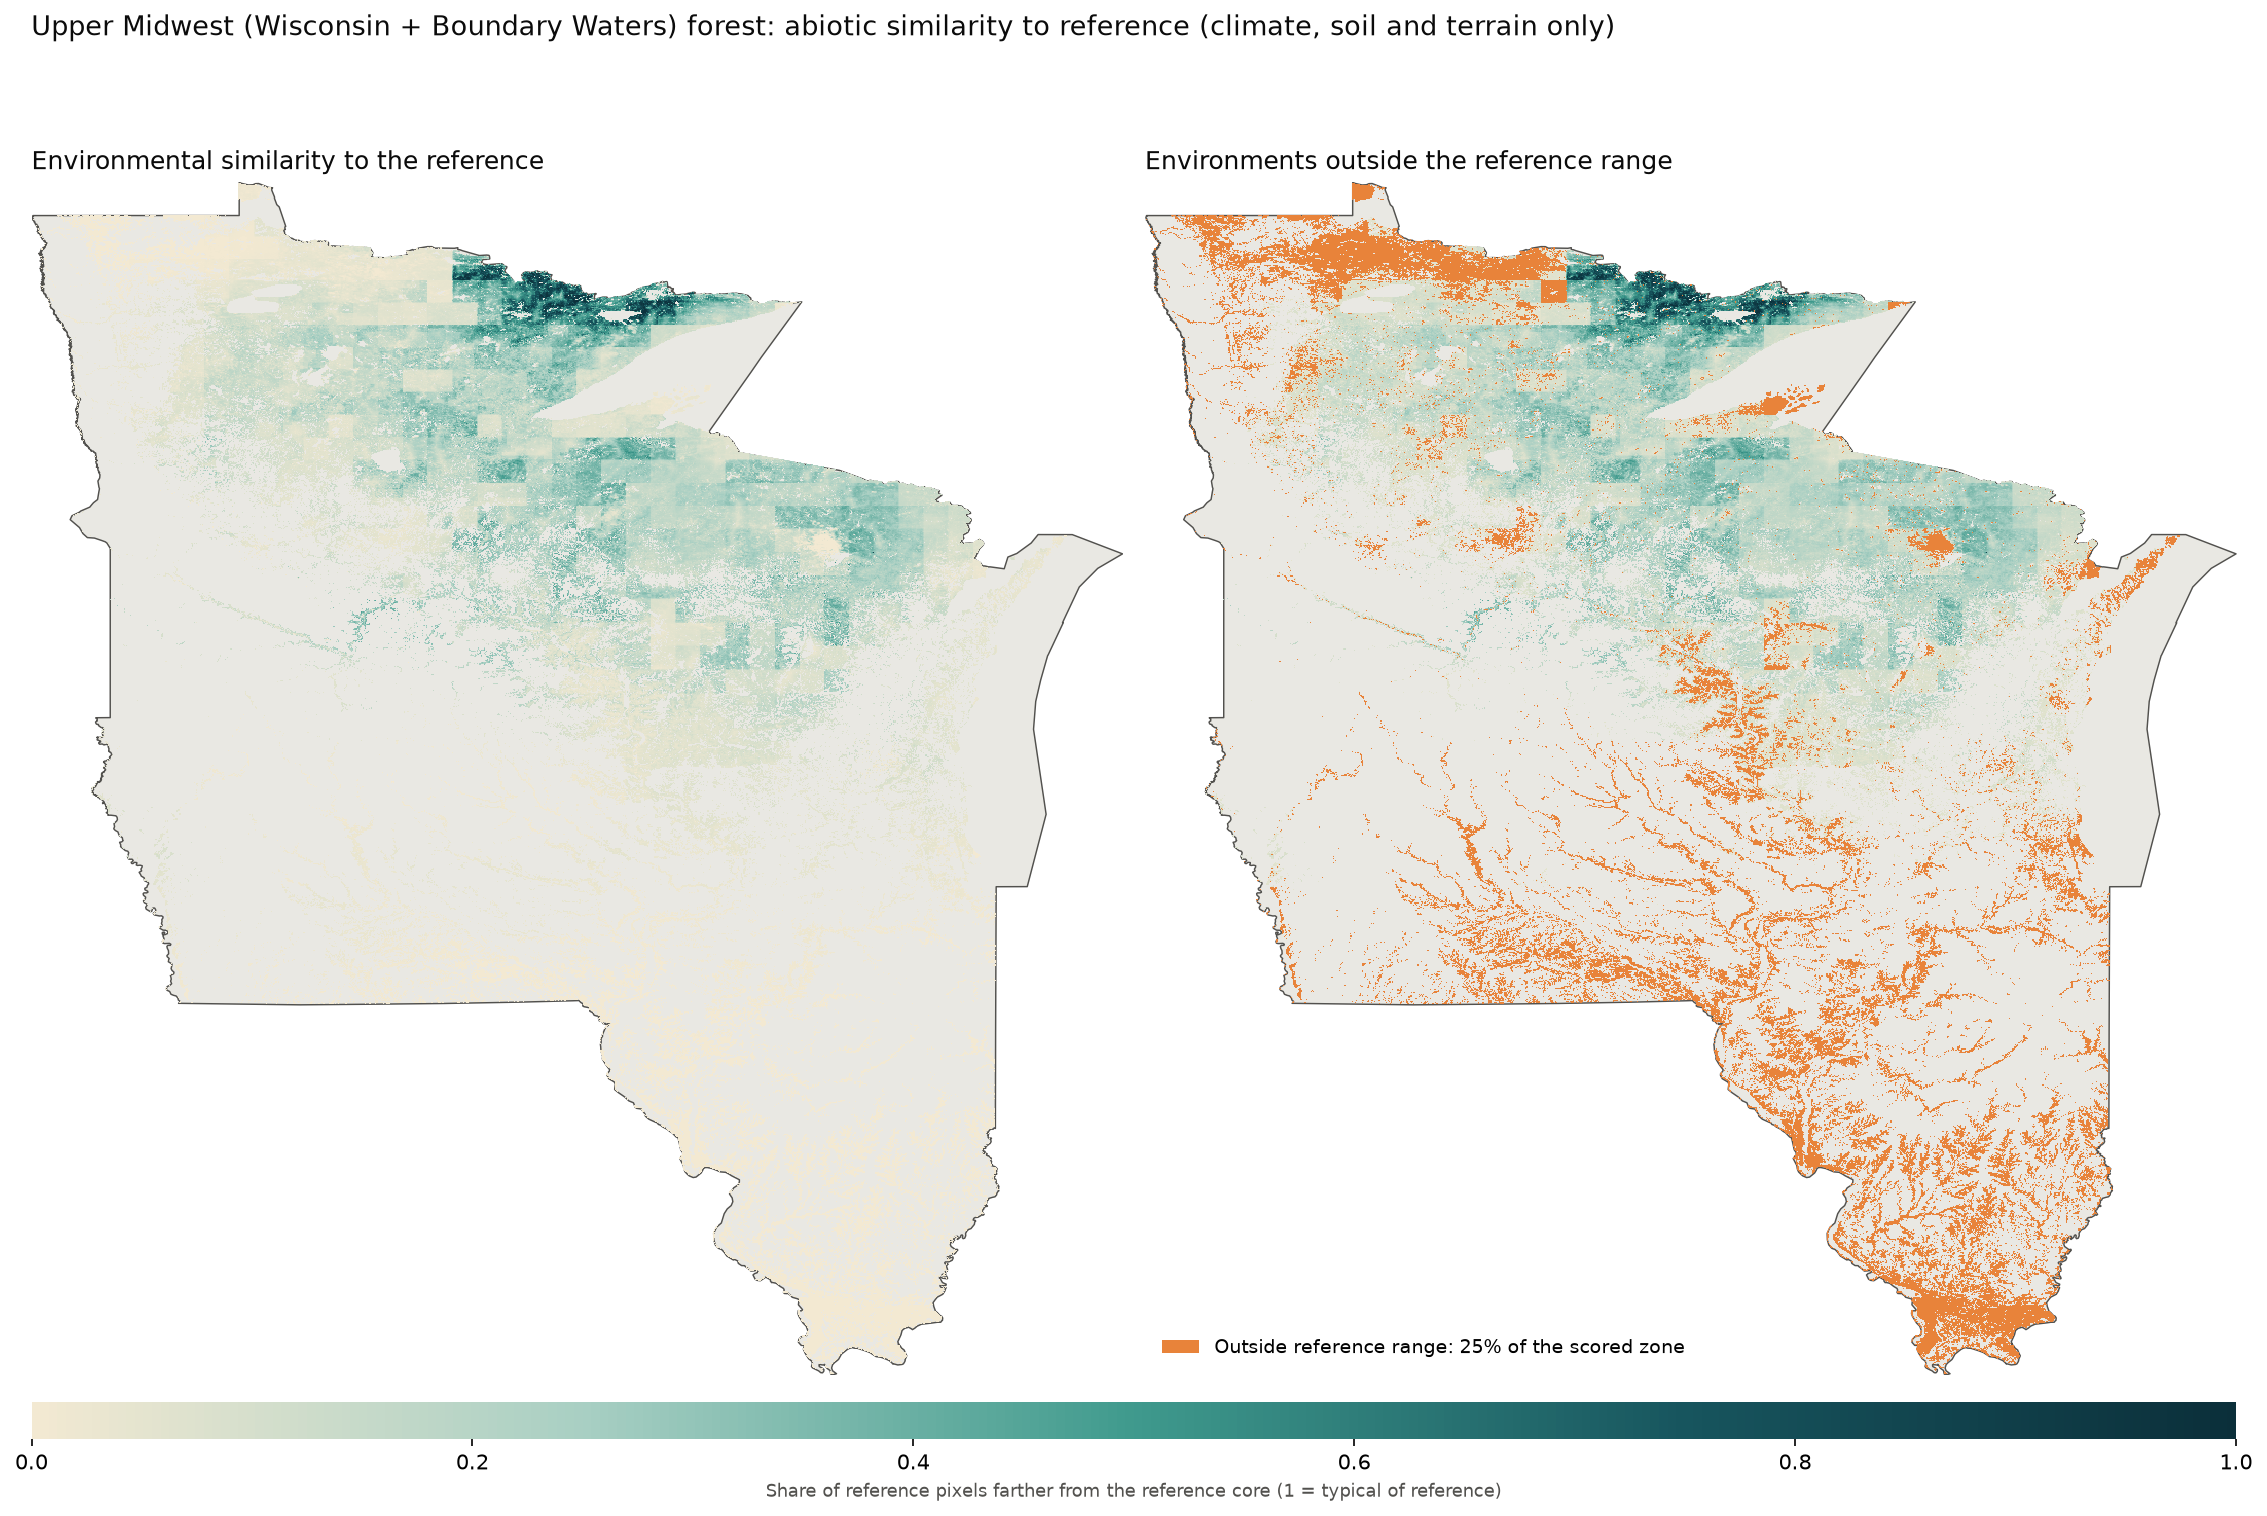 Upper Midwest (Wisconsin + Boundary Waters) forest: abiotic similarity to reference (climate, soil and terrain only)
Environmental similarity to the reference
Environments outside the reference range
Outside reference range: 25% of the scored zone
0.0 0.2 0.4 0.6 0.8 1.0
Share of reference pixels farther from the reference core (1 = typical of reference)